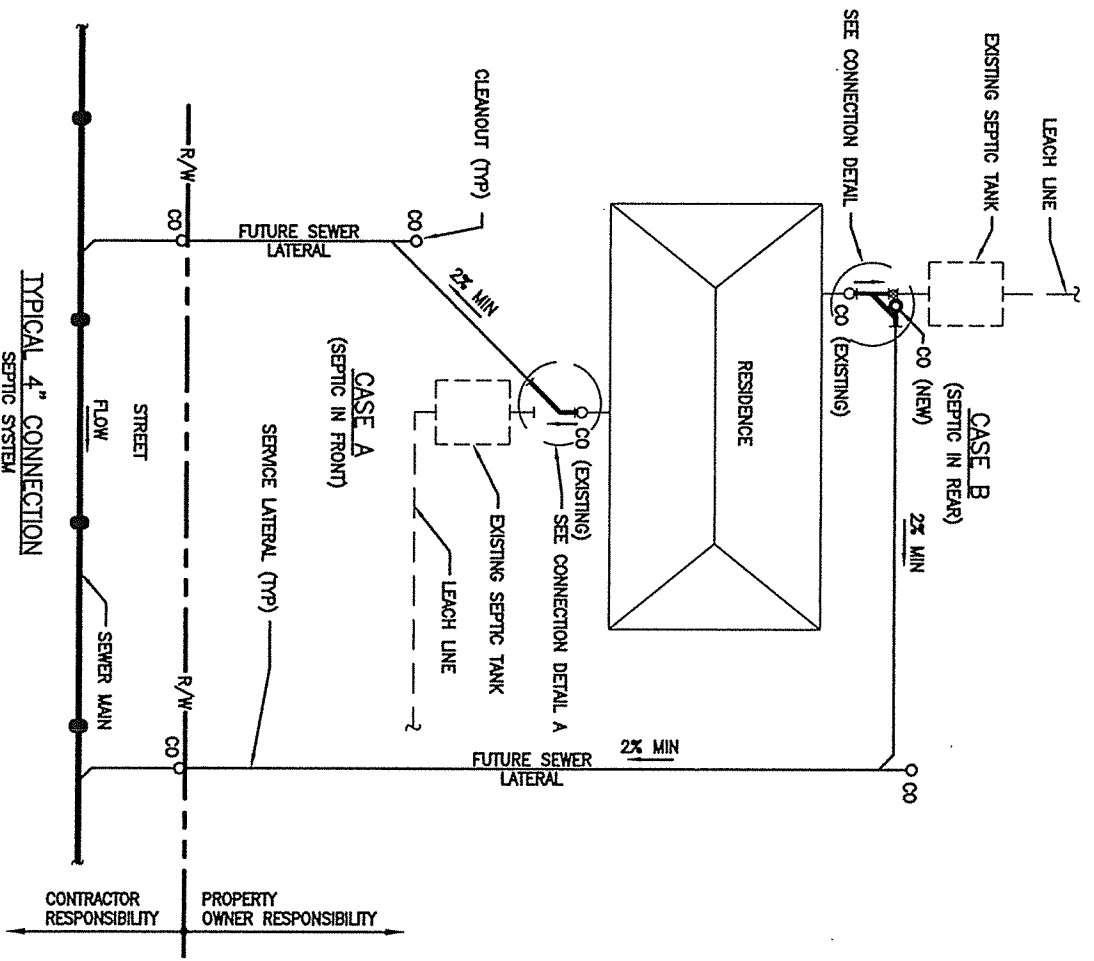 LEACH LINE
EXISTING SEPTIC TANK
SEE CONNECTION DETAIL
CO (EXISTING)
CO (NEW)
CASE B
(SEPTIC IN REAR)
2% MIN
RESIDENCE
CLEANOUT (TYP)
CO
FUTURE SEWER
LATERAL
2% MIN
CO (EXISTING)
SEE CONNECTION DETAIL A
EXISTING SEPTIC TANK
LEACH LINE
CASE A
(SEPTIC IN FRONT)
CO
2% MIN
FUTURE SEWER
LATERAL
SERVICE LATERAL (TYP)
R/W
CO
R/W
CO
STREET
FLOW
SEWER MAIN
PROPERTY
OWNER RESPONSIBILITY
CONTRACTOR
RESPONSIBILITY
TYPICAL 4" CONNECTION
SEPTIC SYSTEM